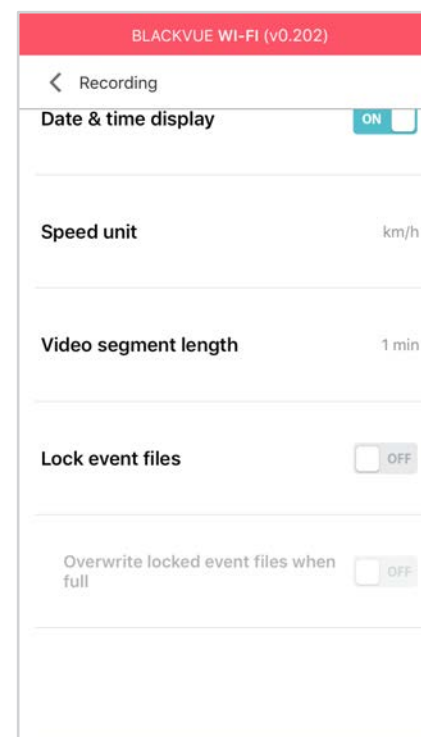 BLACKVUE WI-FI (v0.202)
Recording
Date & time display ON
Speed unit km/h
Video segment length 1 min
Lock event files OFF
Overwrite locked event files when
full OFF